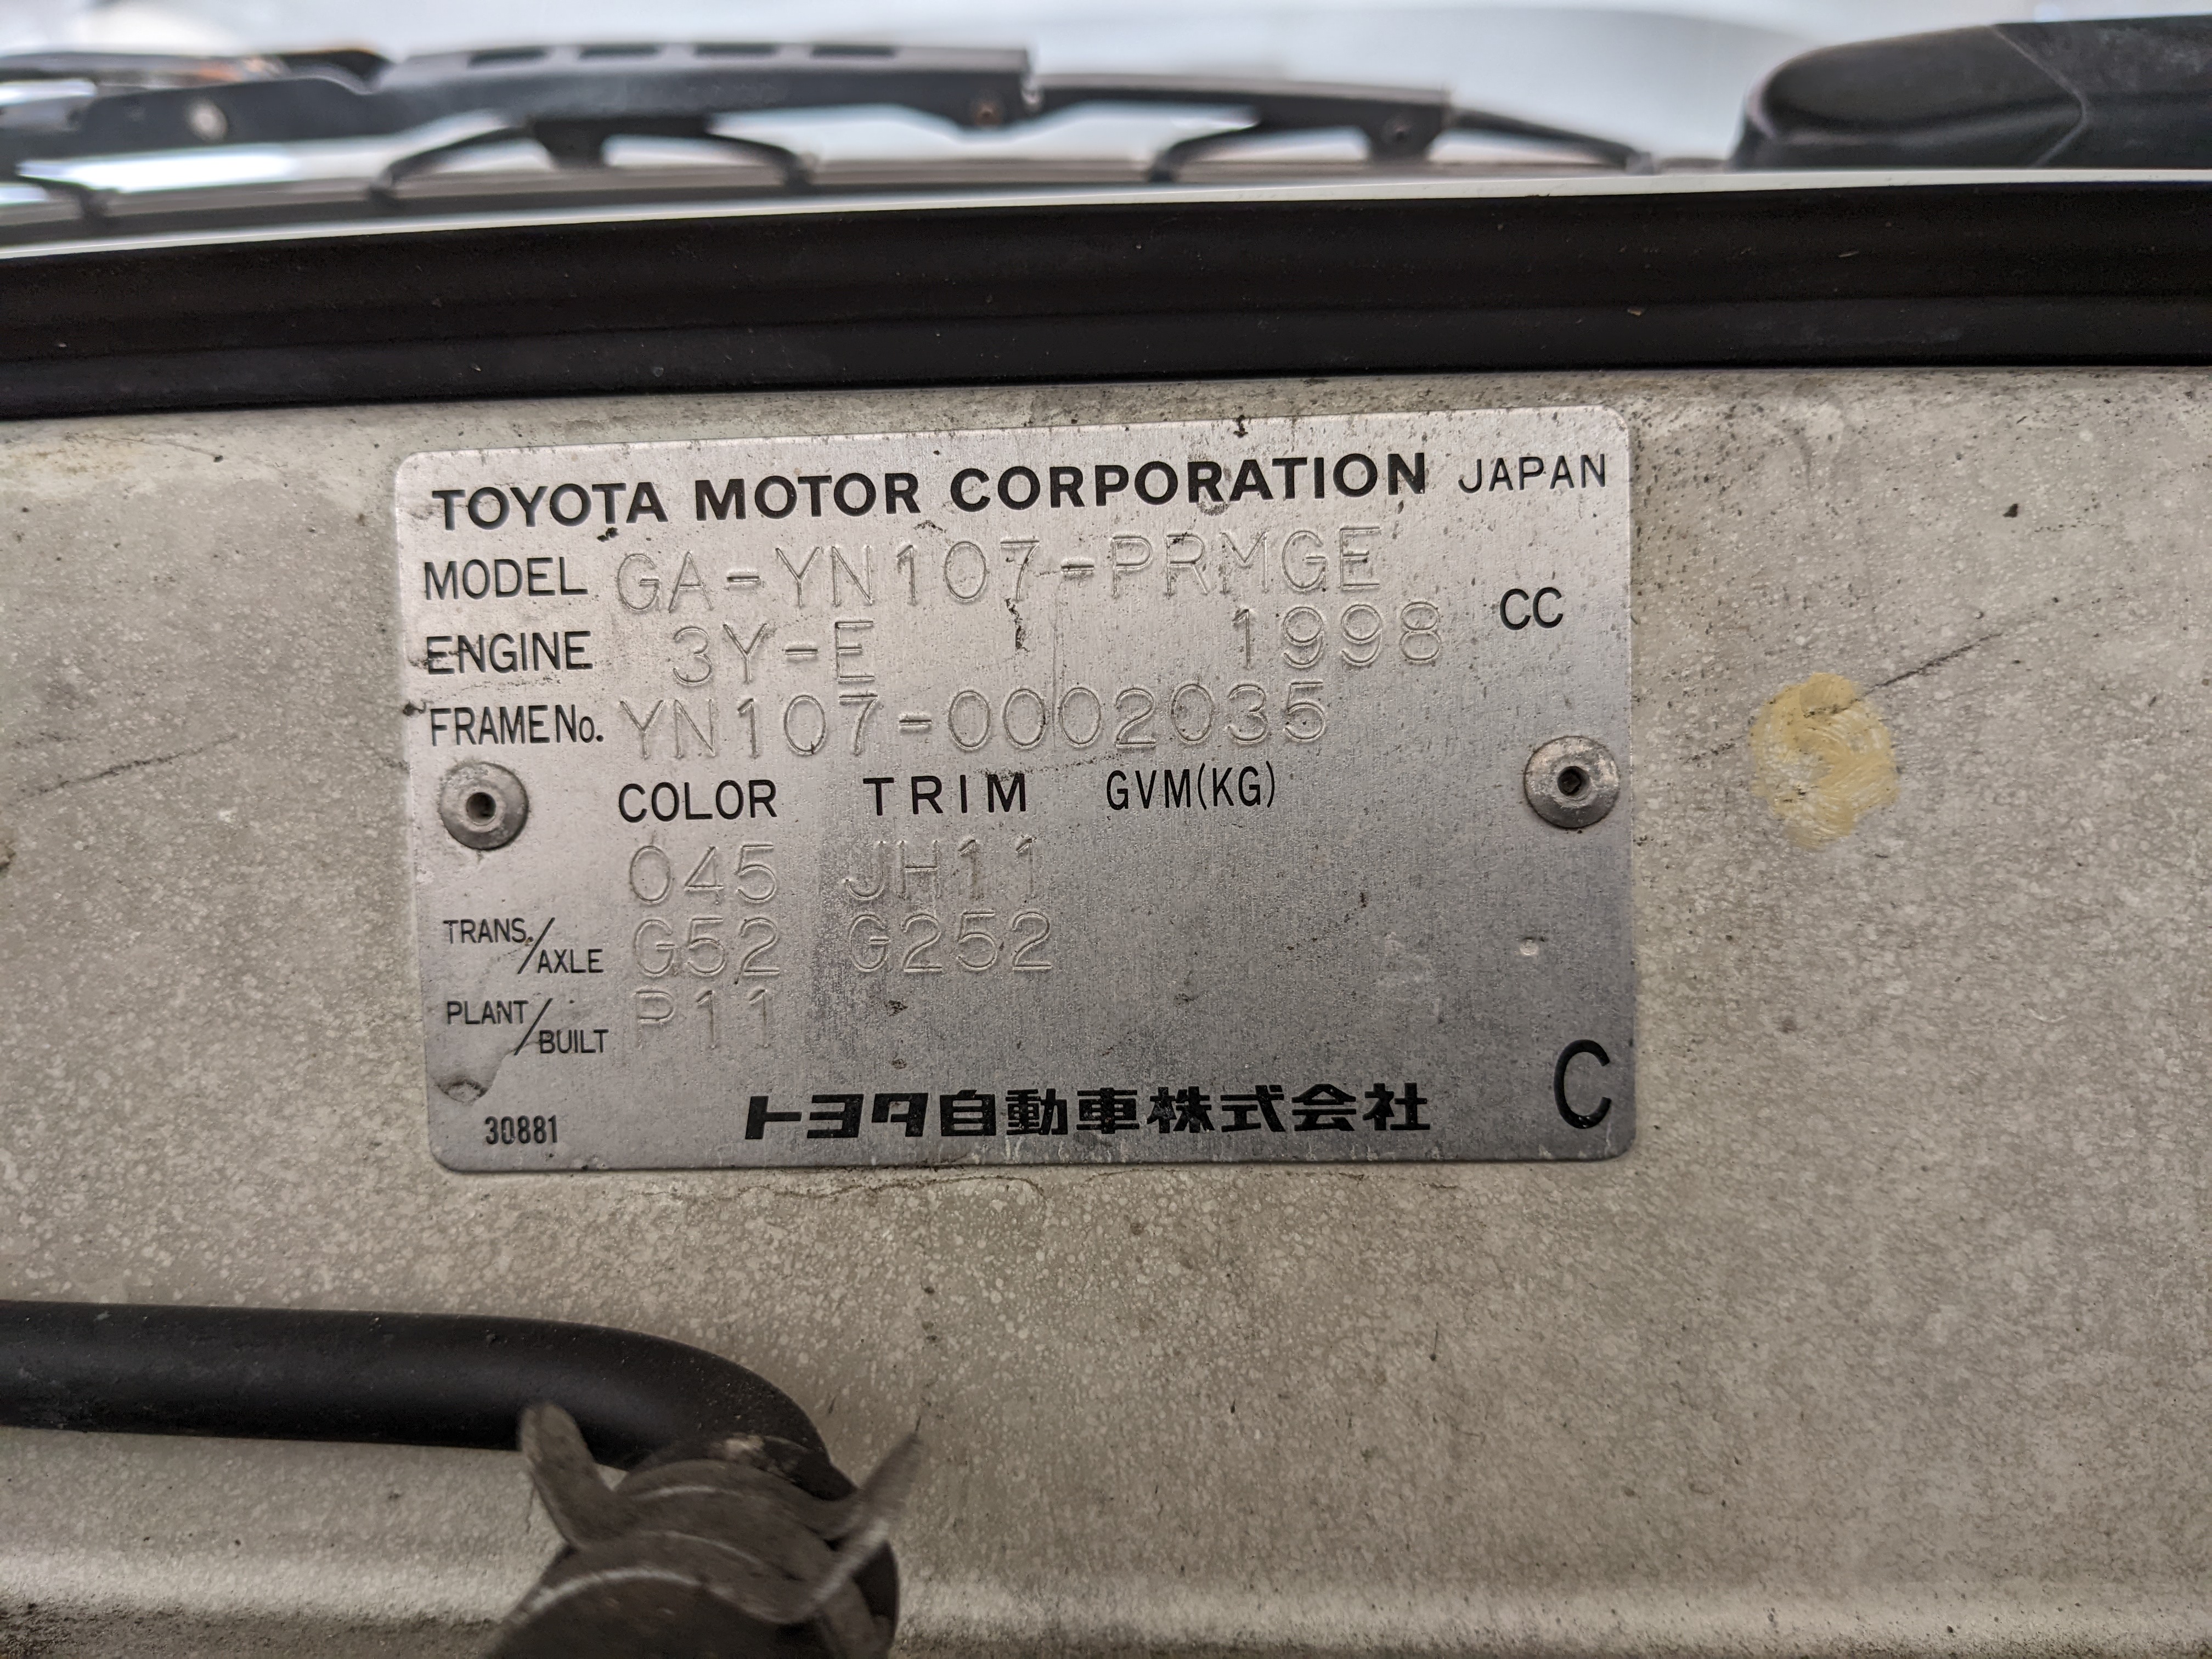 TOYOTA MOTOR CORPORATION JAPAN
MODEL GA-YN107-PRMGE
ENGINE 3Y-E 1998 CC
FRAME No. YN107-0002035
COLOR TRIM GVM(KG)
045 JH11
TRANS./AXLE G52 G252
PLANT/BUILT P11
30881 トヨタ自動車株式会社 C